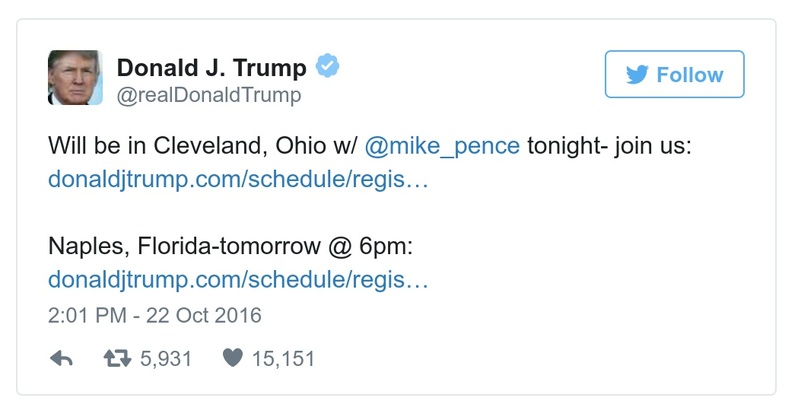 Donald J. Trump
@realDonaldTrump
Follow
Will be in Cleveland, Ohio w/ @mike_pence tonight- join us:
donaldjtrump.com/schedule/regis…
Naples, Florida-tomorrow @ 6pm:
donaldjtrump.com/schedule/regis…
2:01 PM - 22 Oct 2016
5,931 15,151